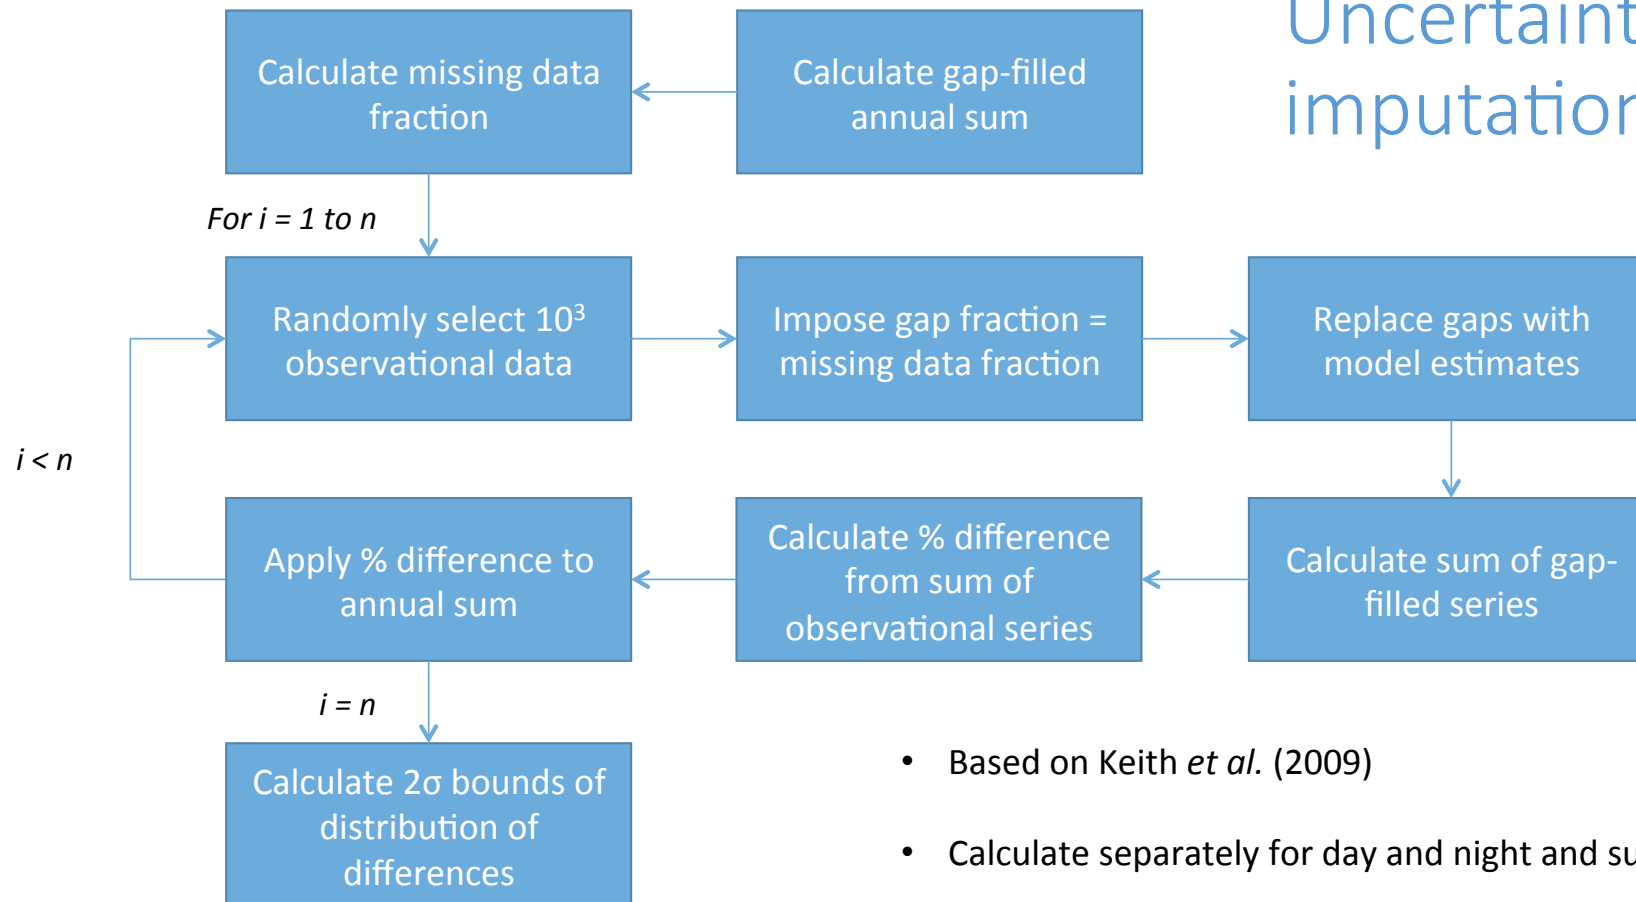 Uncertaint
imputation
Calculate missing data
fraction
Calculate gap-filled
annual sum
For i = 1 to n
Randomly select 10³
observational data
Impose gap fraction =
missing data fraction
Replace gaps with
model estimates
i < n
Apply % difference to
annual sum
Calculate % difference
from sum of
observational series
Calculate sum of gap-
filled series
i = n
Calculate 2σ bounds of
distribution of
differences
• Based on Keith et al. (2009)
• Calculate separately for day and night and su